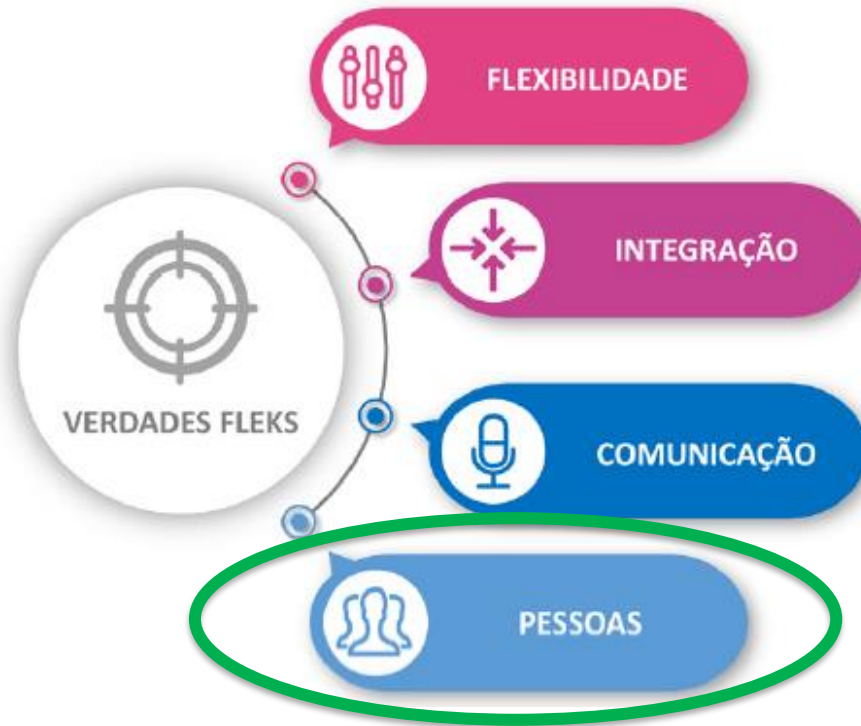 FLEXIBILIDADE
INTEGRAÇÃO
VERDADES FLEKS
COMUNICAÇÃO
PESSOAS